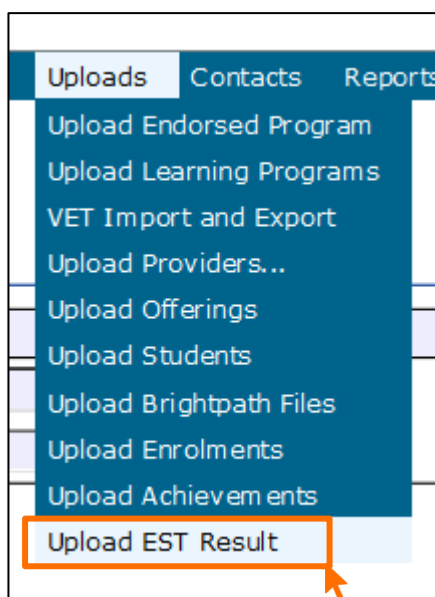 Uploads Contacts Reports
Upload Endorsed Program
Upload Learning Programs
VET Import and Export
Upload Providers...
Upload Offerings
Upload Students
Upload Brightpath Files
Upload Enrolments
Upload Achievements
Upload EST Result